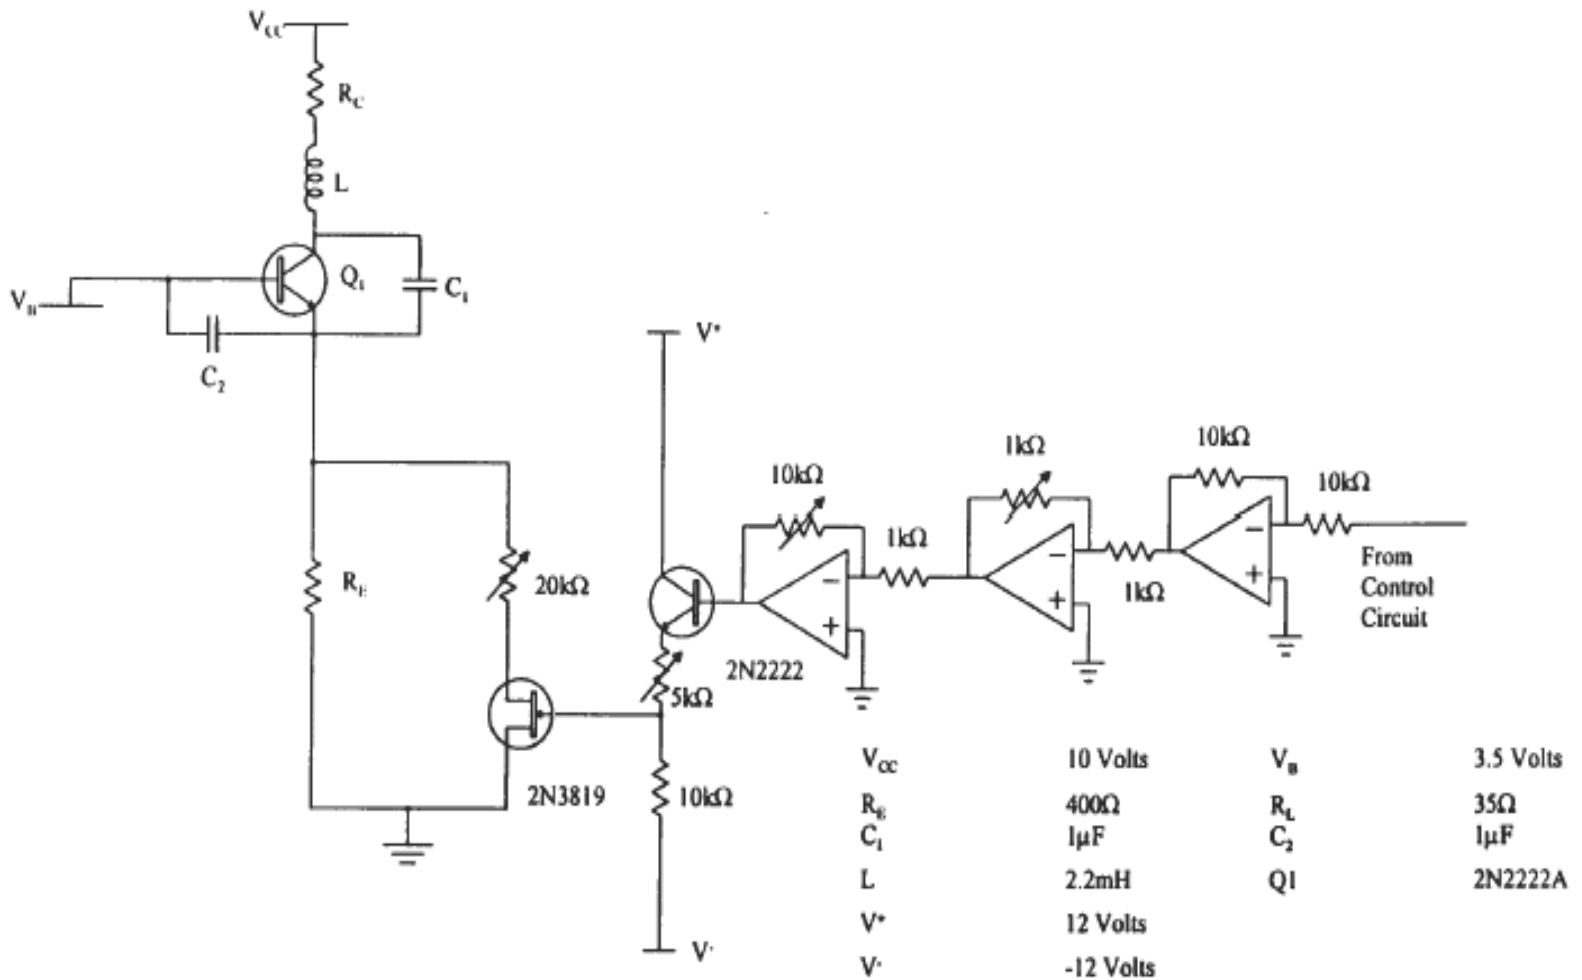 V_CC
R_C
L
Q_1
C_1
V_B
C_2
V+
R_E
20kΩ
2N3819
2N2222
5kΩ
10kΩ
V-
10kΩ
1kΩ
1kΩ
1kΩ
10kΩ
10kΩ
From
Control
Circuit
V_CC 10 Volts V_B 3.5 Volts
R_E 400Ω R_L 35Ω
C_1 1μF C_2 1μF
L 2.2mH Q1 2N2222A
V+ 12 Volts
V- -12 Volts